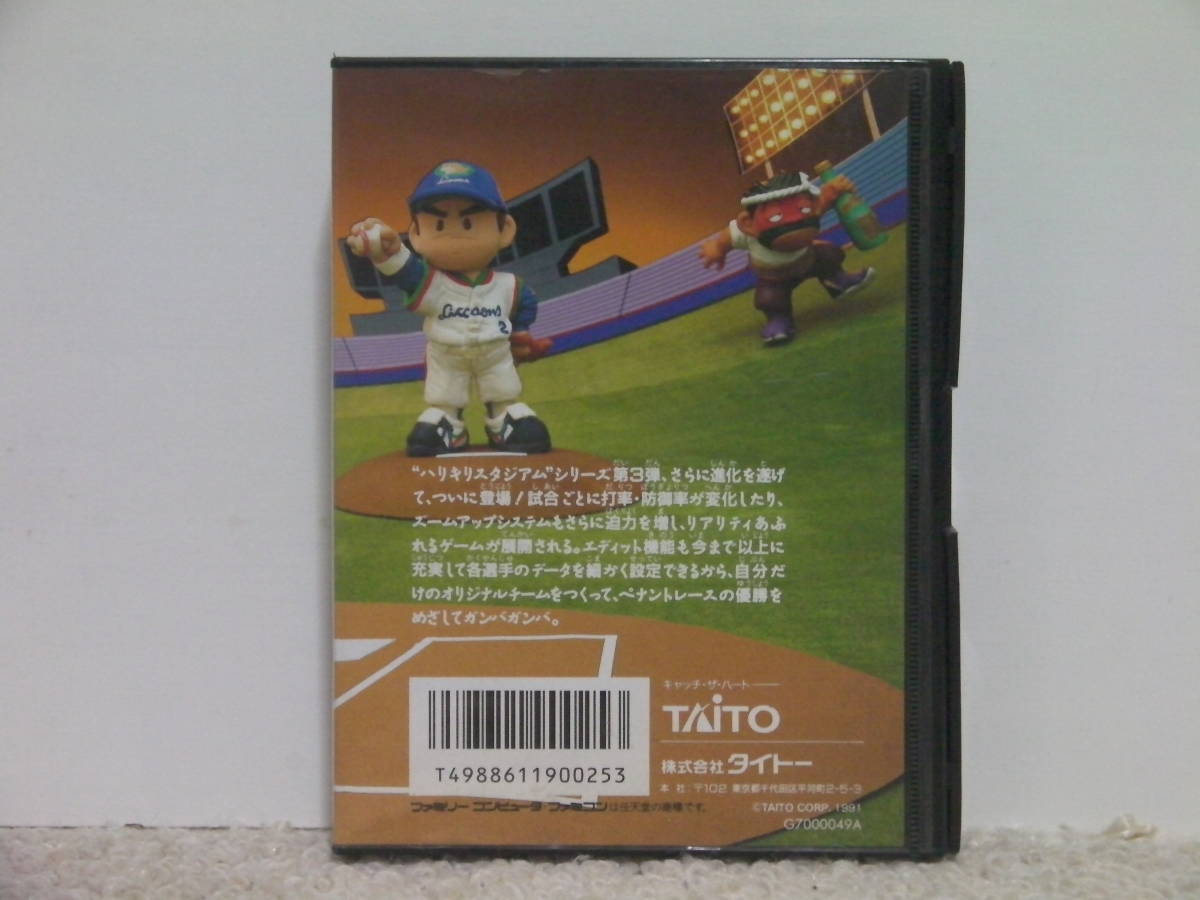 Liccaons
2
"ハリキリスタジアム"シリーズ第3弾、さらに進化を遂げ
て、ついに登場!試合ごとに打率・防御率が変化したり、
ズームアップシステムもさらに迫力を増し、リアリティあふ
れるゲームが展開される。エディット機能も今まで以上に
充実して各選手のデータを細かく設定できるから、自分だ
けのオリジナルチームをつくって、ペナントレースの優勝を
めざしてガンバガンバ。
キャッチ・ザ・ハート
TAITO
株式会社 タイトー
本 社:〒102 東京都千代田区平河町2-5-3
T4988611900253
ファミリー コンピュータ・ファミコンは任天堂の商標です。
©TAITO CORP. 1991
G7000049A